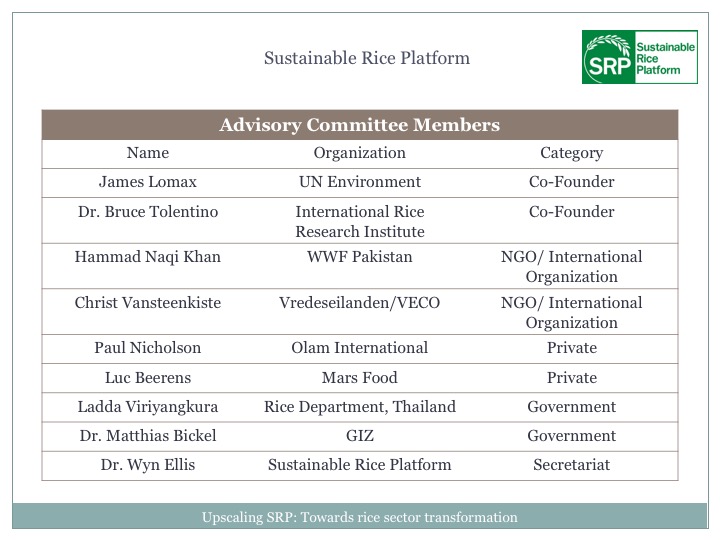 Sustainable Rice Platform
SRP
Sustainable
Rice
Platform
Advisory Committee Members
Name Organization Category
James Lomax UN Environment Co-Founder
Dr. Bruce Tolentino International Rice Co-Founder
Research Institute
Hammad Naqi Khan WWF Pakistan NGO/ International
Organization
Christ Vansteenkiste Vredeseilanden/VECO NGO/ International
Organization
Paul Nicholson Olam International Private
Luc Beerens Mars Food Private
Ladda Viriyangkura Rice Department, Thailand Government
Dr. Matthias Bickel GIZ Government
Dr. Wyn Ellis Sustainable Rice Platform Secretariat
Upscaling SRP: Towards rice sector transformation